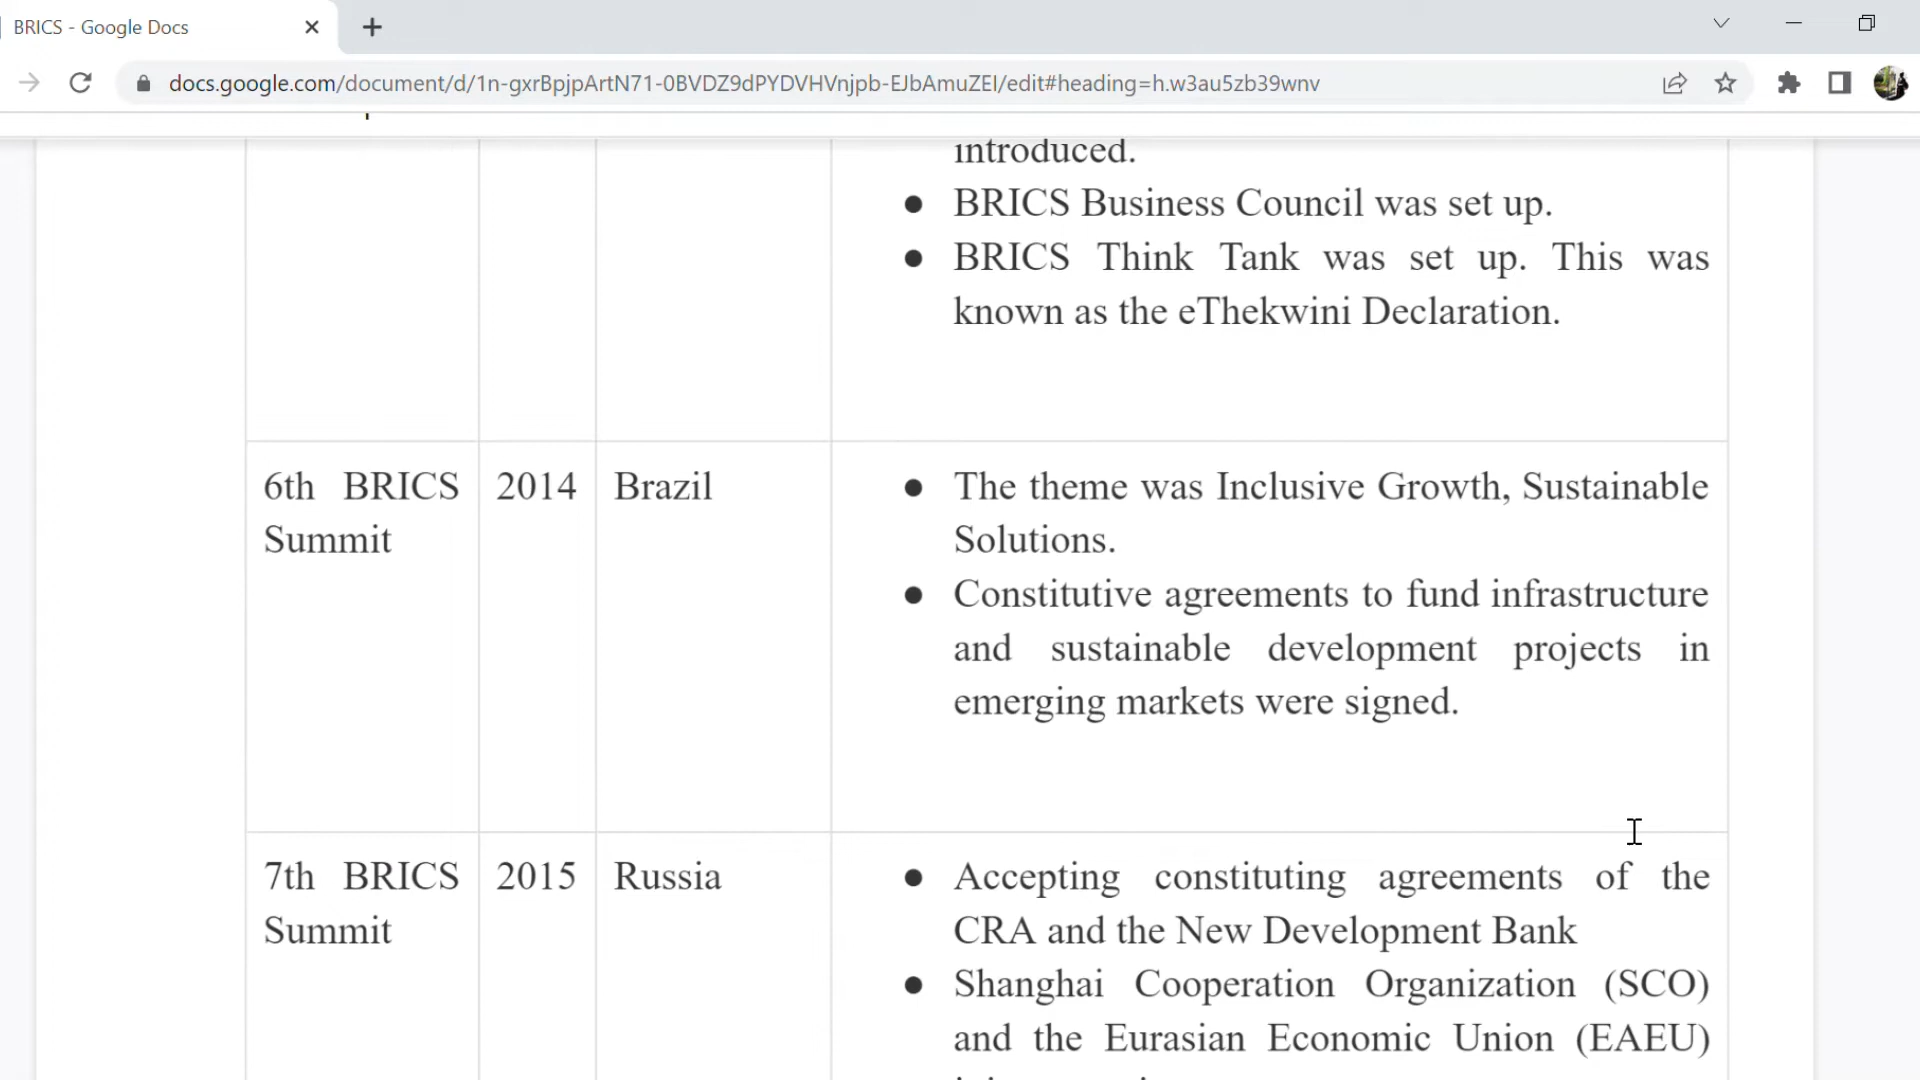 BRICS - Google Docs
docs.google.com/document/d/1n-gxrBpjpArtN71-0BVDZ9dPYDVHVnjpb-EJbAmuZEI/edit#heading=h.w3au5zb39wnv
introduced.
● BRICS Business Council was set up.
● BRICS Think Tank was set up. This was
known as the eThekwini Declaration.
6th BRICS
Summit
2014
Brazil
● The theme was Inclusive Growth, Sustainable
Solutions.
● Constitutive agreements to fund infrastructure
and sustainable development projects in
emerging markets were signed.
7th BRICS
Summit
2015
Russia
● Accepting constituting agreements of the
CRA and the New Development Bank
● Shanghai Cooperation Organization (SCO)
and the Eurasian Economic Union (EAEU)